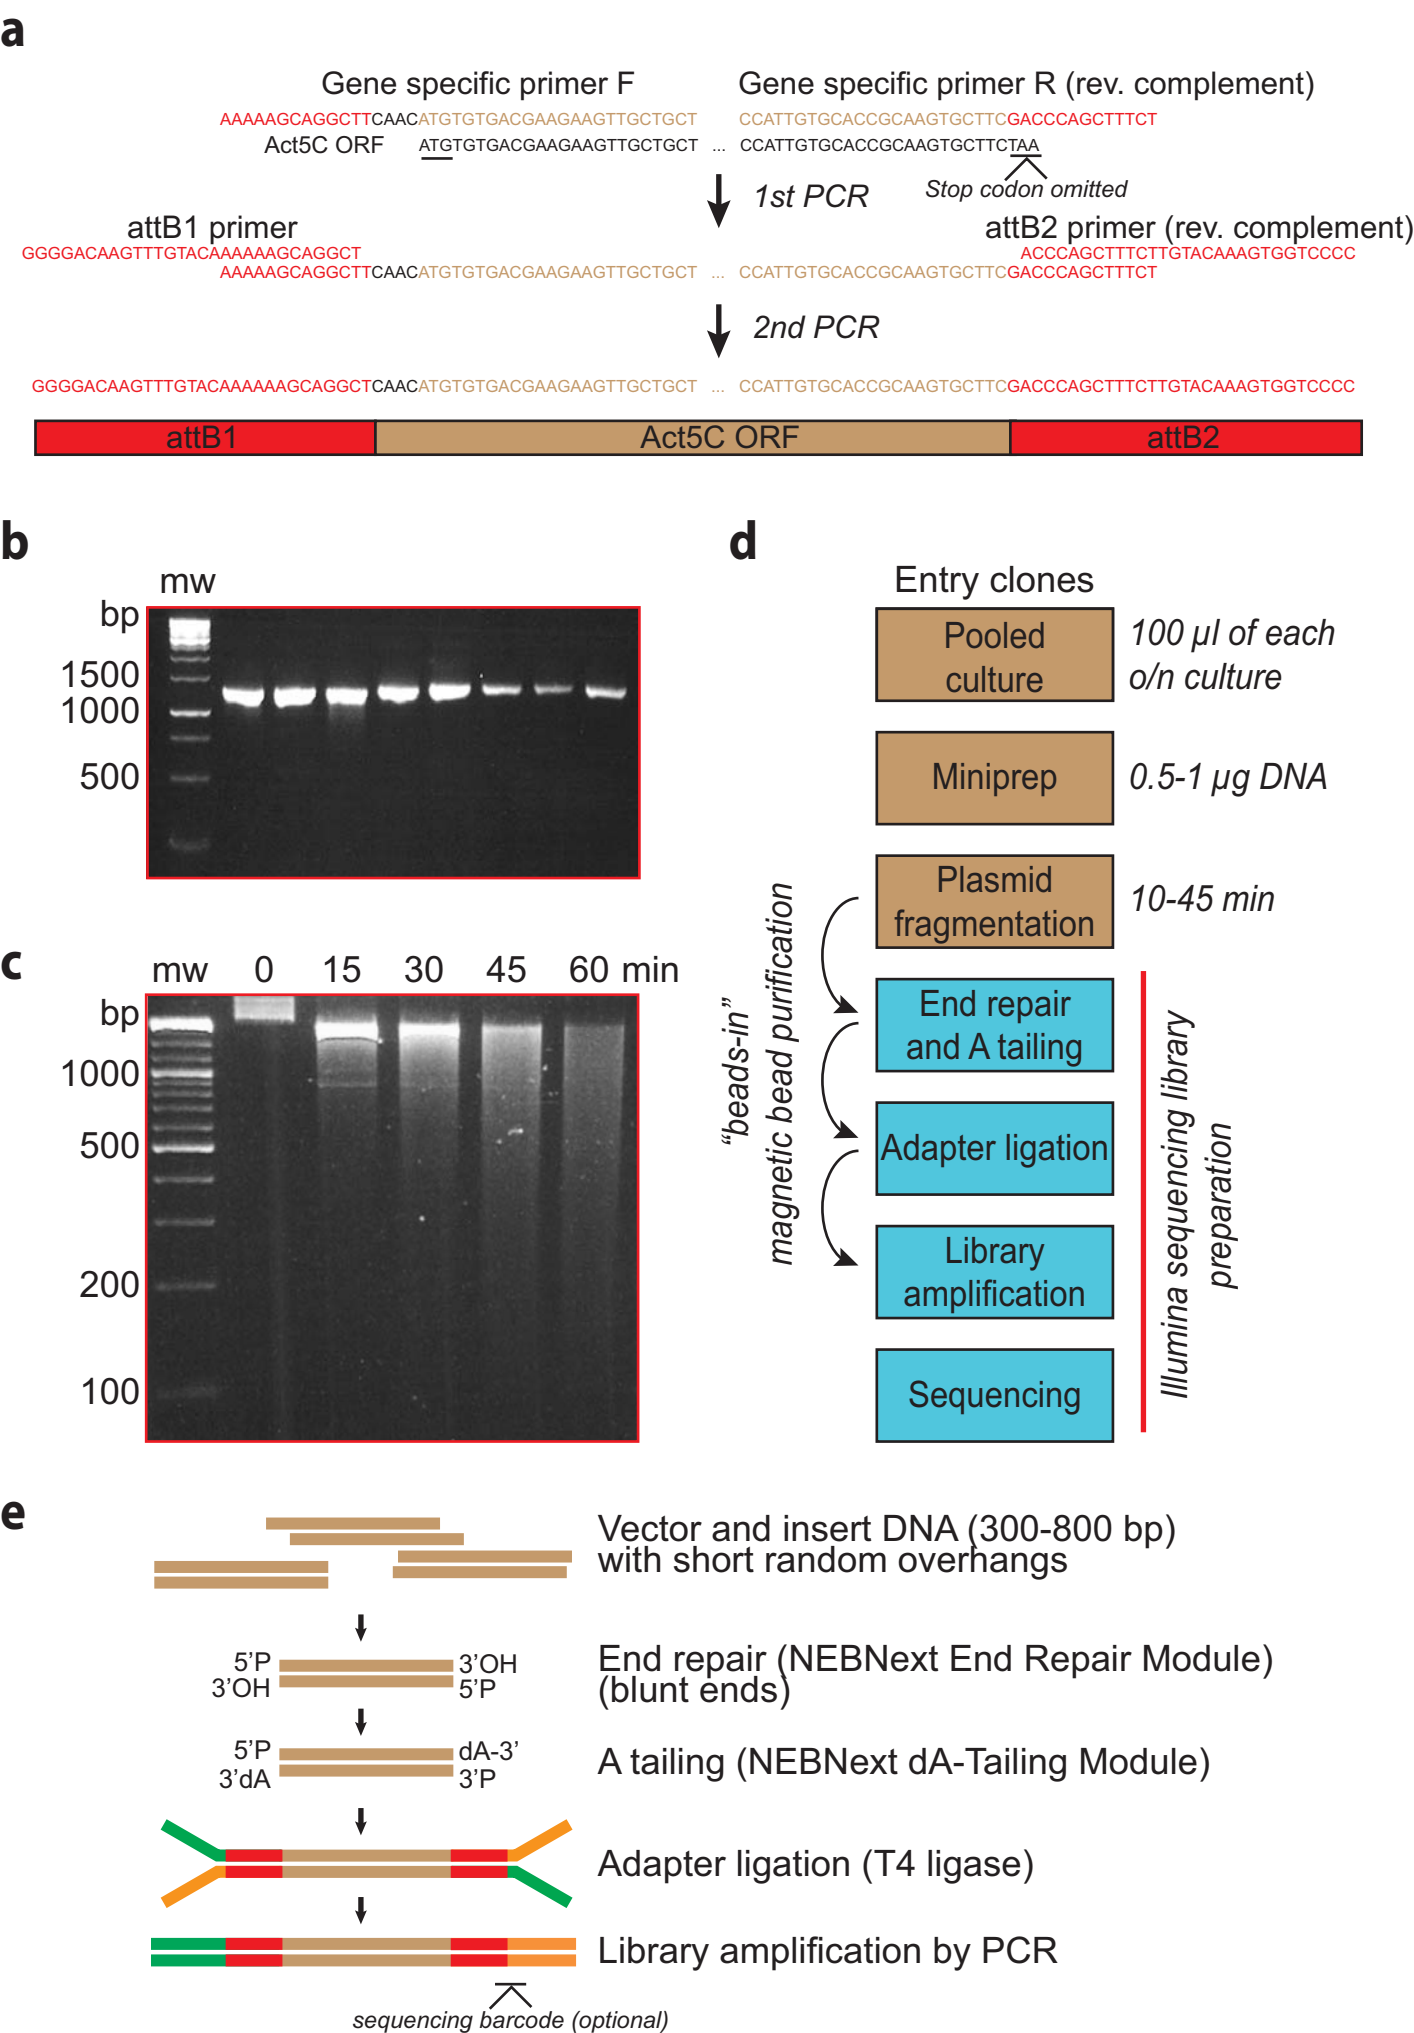 a
Gene specific primer F
Gene specific primer R (rev. complement)
AAAAAGCAGGCTTCAACATGTGTGACGAAGAAGTTGCTGCT
CCATTGTGCACCGCAAGTGCTTCGACCCAGCTTTCT
Act5C ORF
ATGTGTGACGAAGAAGTTGCTGCT ... CCATTGTGCACCGCAAGTGCTTCTAA
1st PCR
Stop codon omitted
attB1 primer
attB2 primer (rev. complement)
GGGGACAAGTTTGTACAAAAAAGCAGGCT
ACCCAGCTTTCTTGTACAAAGTGGTCCCC
AAAAAGCAGGCTTCAACATGTGTGACGAAGAAGTTGCTGCT ... CCATTGTGCACCGCAAGTGCTTCGACCCAGCTTTCT
2nd PCR
GGGGACAAGTTTGTACAAAAAAGCAGGCTCAACATGTGTGACGAAGAAGTTGCTGCT ... CCATTGTGCACCGCAAGTGCTTCGACCCAGCTTTCTTGTACAAAGTGGTCCCC
attB1
Act5C ORF
attB2
b
mw
bp
1500
1000
500
c
mw 0 15 30 45 60 min
bp
1000
500
200
100
d
Entry clones
Pooled
culture
100 µl of each
o/n culture
Miniprep
0.5-1 µg DNA
Plasmid
fragmentation
10-45 min
"beads-in"
magnetic bead purification
End repair
and A tailing
Adapter ligation
Library
amplification
Sequencing
Illumina sequencing library
preparation
e
Vector and insert DNA (300-800 bp)
with short random overhangs
5'P
3'OH
3'OH
5'P
End repair (NEBNext End Repair Module)
(blunt ends)
5'P
dA-3'
3'dA
3'P
A tailing (NEBNext dA-Tailing Module)
Adapter ligation (T4 ligase)
Library amplification by PCR
sequencing barcode (optional)